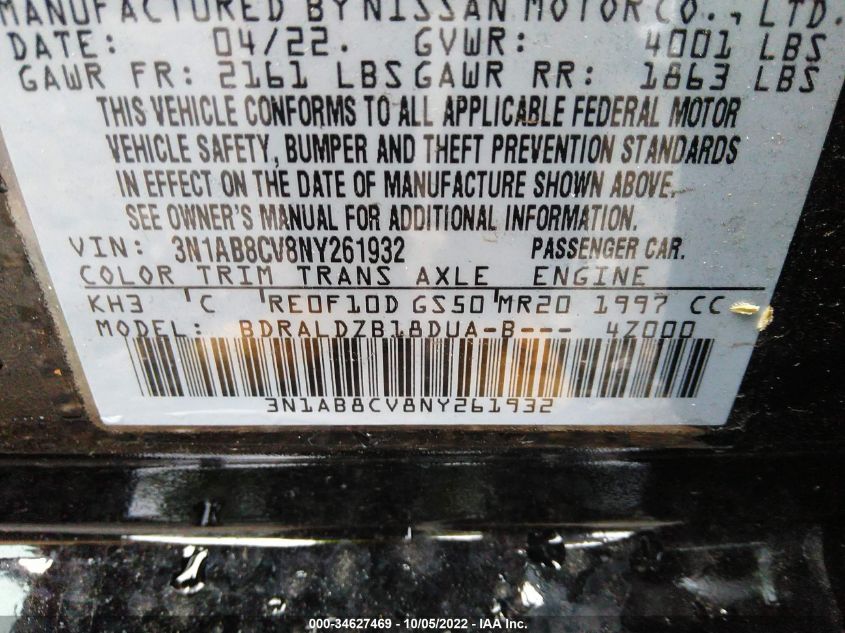 MANUFACTURED BY NISSAN MOTOR CO., LTD.
DATE: 04/22. GVWR: 4001 LBS
GAWR FR: 2161 LBS GAWR RR: 1863 LBS
THIS VEHICLE CONFORMS TO ALL APPLICABLE FEDERAL MOTOR
VEHICLE SAFETY, BUMPER AND THEFT PREVENTION STANDARDS
IN EFFECT ON THE DATE OF MANUFACTURE SHOWN ABOVE.
SEE OWNER'S MANUAL FOR ADDITIONAL INFORMATION.
VIN: 3N1AB8CV8NY261932 PASSENGER CAR.
COLOR TRIM TRANS AXLE ENGINE
KH3 'C 'RE0F10D GS50 'MR20 1997 CC
MODEL: BDRALDZB18DUA-B--- 4Z000
3N1AB8CV8NY261932
000-34627469 - 10/05/2022 - IAA Inc.